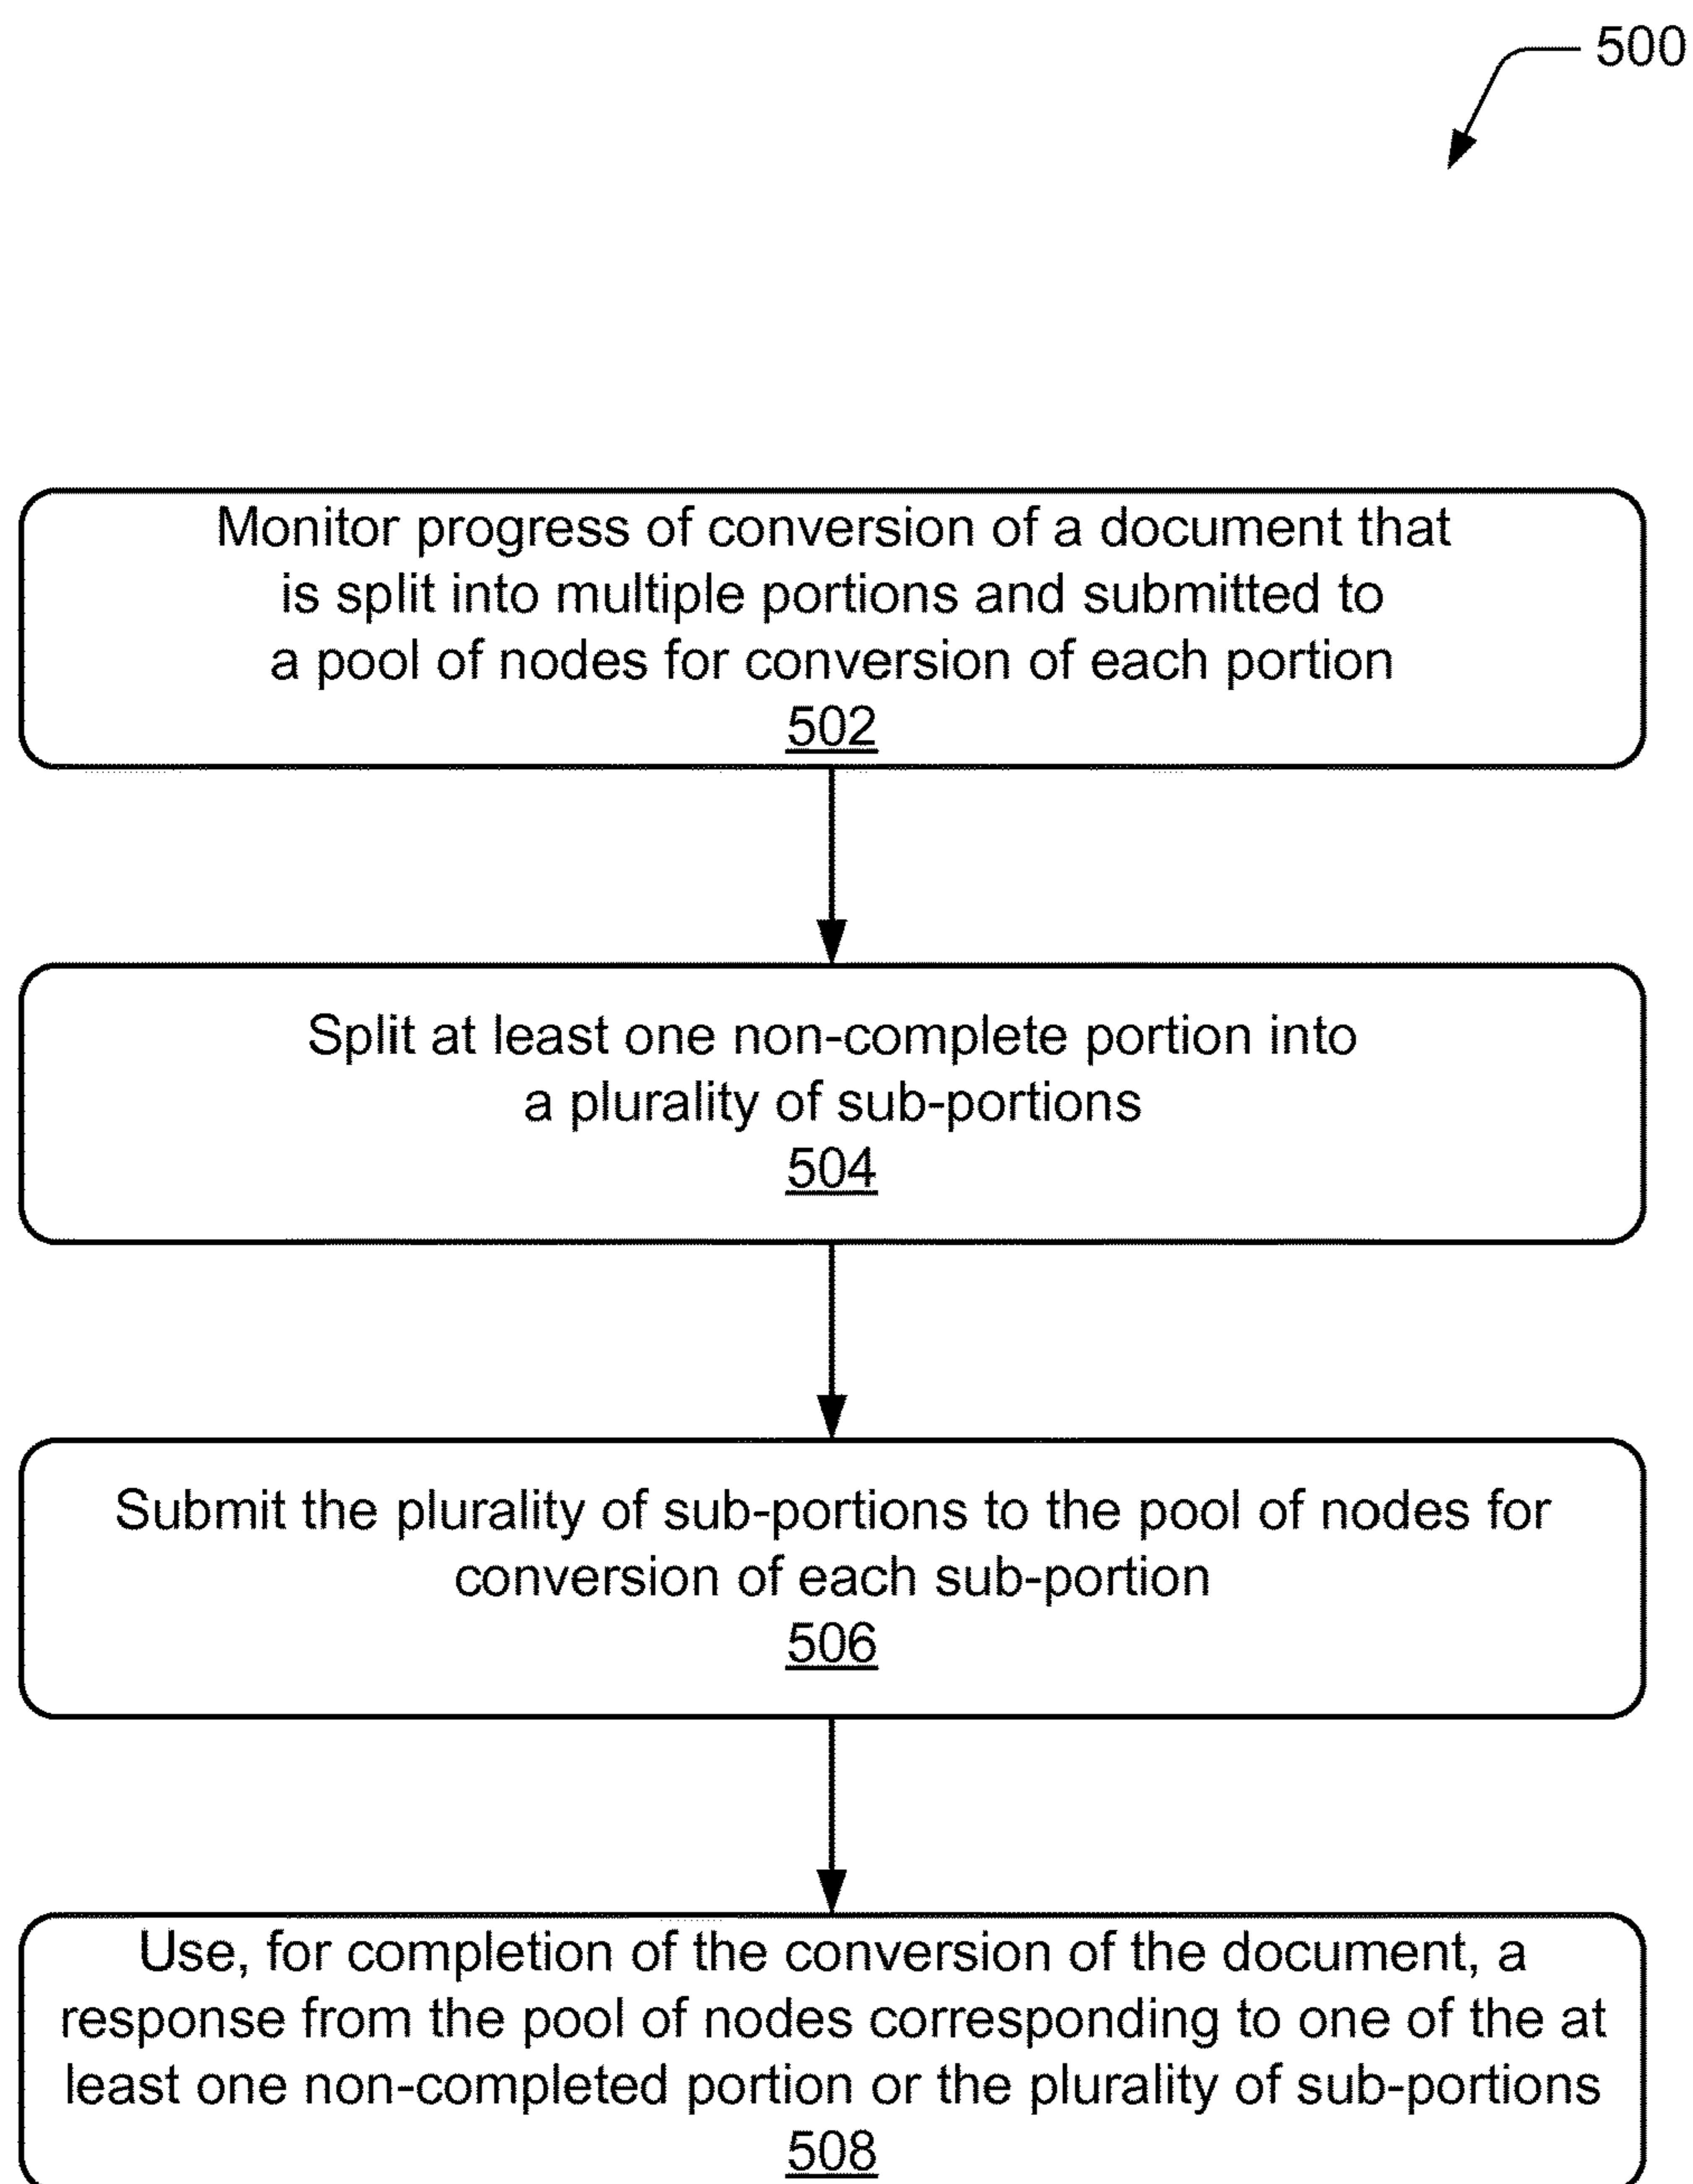 500
Monitor progress of conversion of a document that
is split into multiple portions and submitted to
a pool of nodes for conversion of each portion
502
Split at least one non-complete portion into
a plurality of sub-portions
504
Submit the plurality of sub-portions to the pool of nodes for
conversion of each sub-portion
506
Use, for completion of the conversion of the document, a
response from the pool of nodes corresponding to one of the at
least one non-completed portion or the plurality of sub-portions
508